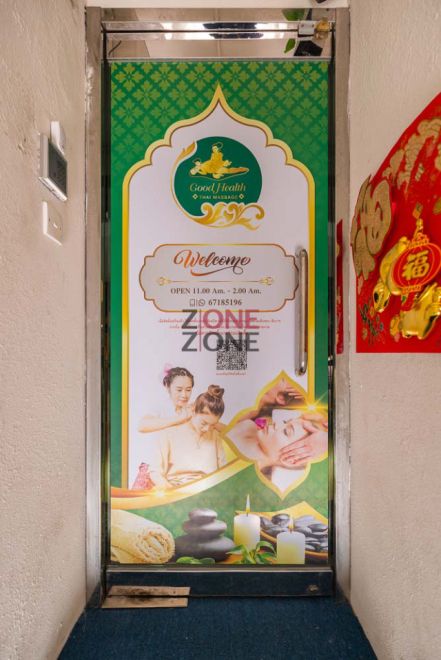 Good Health
THAI MASSAGE
Welcome
OPEN 11.00 Am. - 2.00 Am.
67185196
ZONE
ZONE
福